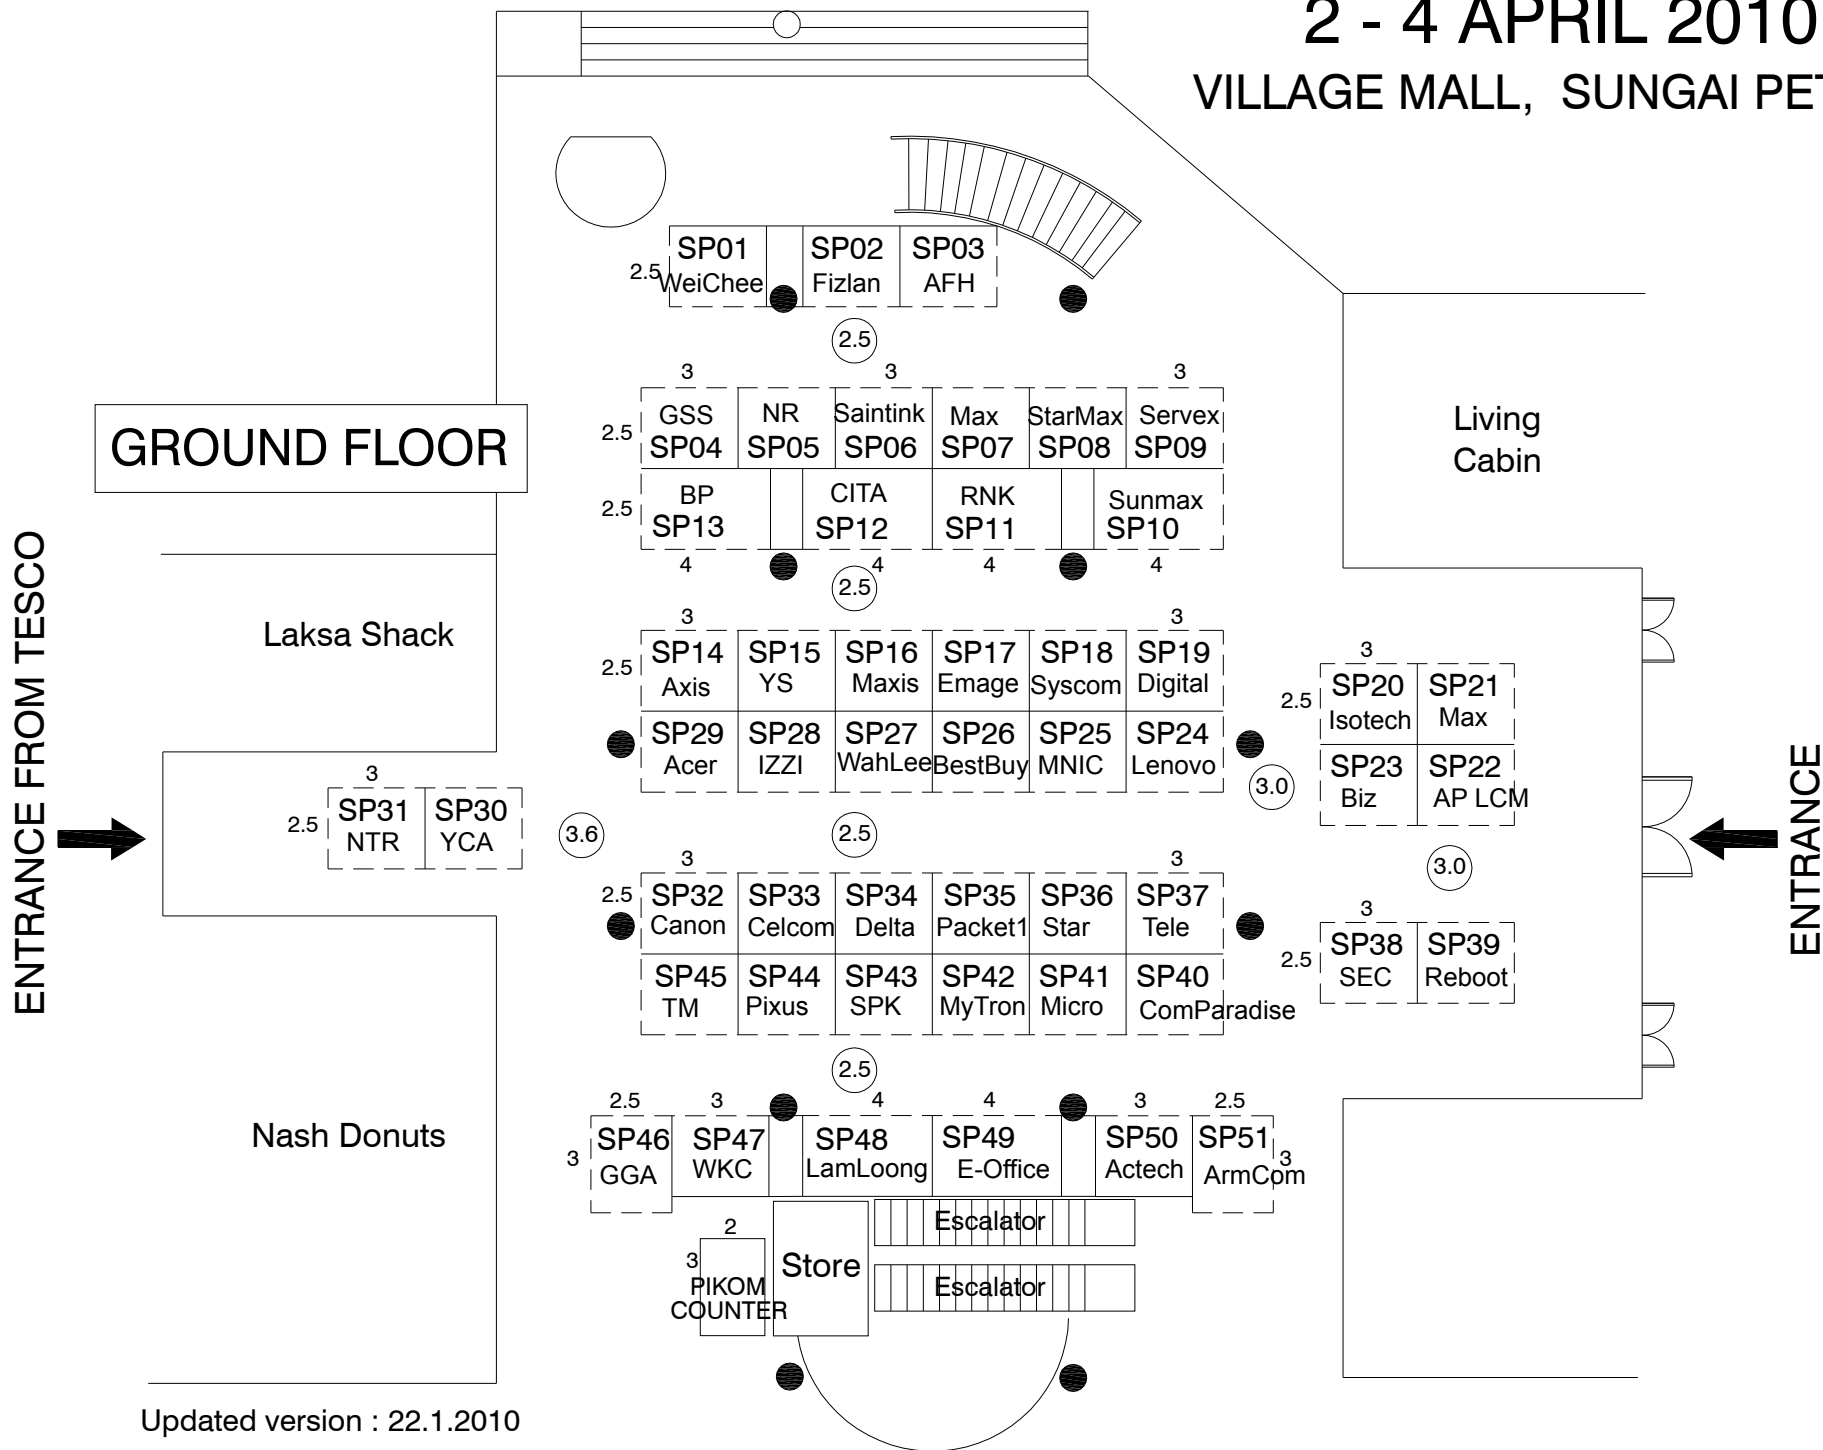 2 - 4 APRIL 2010
VILLAGE MALL, SUNGAI PET
SP01 SP02 SP03
2.5 WeiChee Fizlan AFH
2.5
3 3 3
GSS NR Saintink Max StarMax Servex
2.5
SP04 SP05 SP06 SP07 SP08 SP09
GROUND FLOOR
Living
Cabin
BP CITA RNK Sunmax
2.5
SP13 SP12 SP11 SP10
4 4 4 4
2.5
ENTRANCE FROM TESCO
Laksa Shack
3 3
SP14 SP15 SP16 SP17 SP18 SP19
2.5
Axis YS Maxis Emage Syscom Digital
SP29 SP28 SP27 SP26 SP25 SP24
Acer IZZI WahLee BestBuy MNIC Lenovo
3
SP20 SP21
2.5
Isotech Max
SP23 SP22
Biz AP LCM
3.0
3
SP31 SP30
2.5
NTR YCA
3.6
2.5
3.0
ENTRANCE
3 3
SP32 SP33 SP34 SP35 SP36 SP37
2.5
Canon Celcom Delta Packet1 Star Tele
SP45 SP44 SP43 SP42 SP41 SP40
TM Pixus SPK MyTron Micro ComParadise
3
SP38 SP39
2.5
SEC Reboot
2.5
Nash Donuts
2.5 3 4 4 3 2.5
SP46 SP47 SP48 SP49 SP50 SP51
3 3
GGA WKC LamLoong E-Office Actech ArmCom
2
3
PIKOM
COUNTER
Store
Escalator
Escalator
Updated version : 22.1.2010